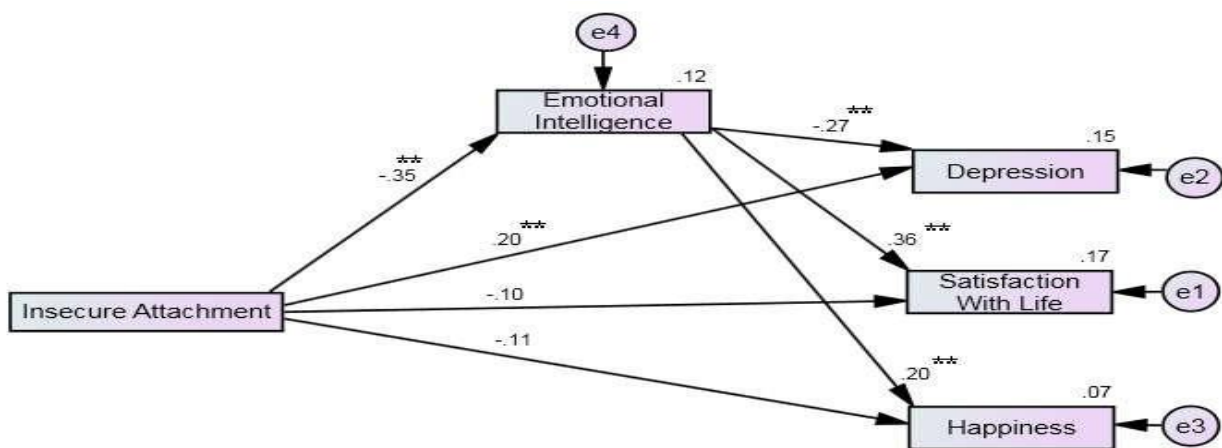 e4
.12
Emotional
Intelligence
**
-.27
.15
Depression
e2
**
-.35
**
.20
**
.36
.17
Satisfaction
With Life
e1
Insecure Attachment
-.10
-.11
**
.20
.07
Happiness
e3